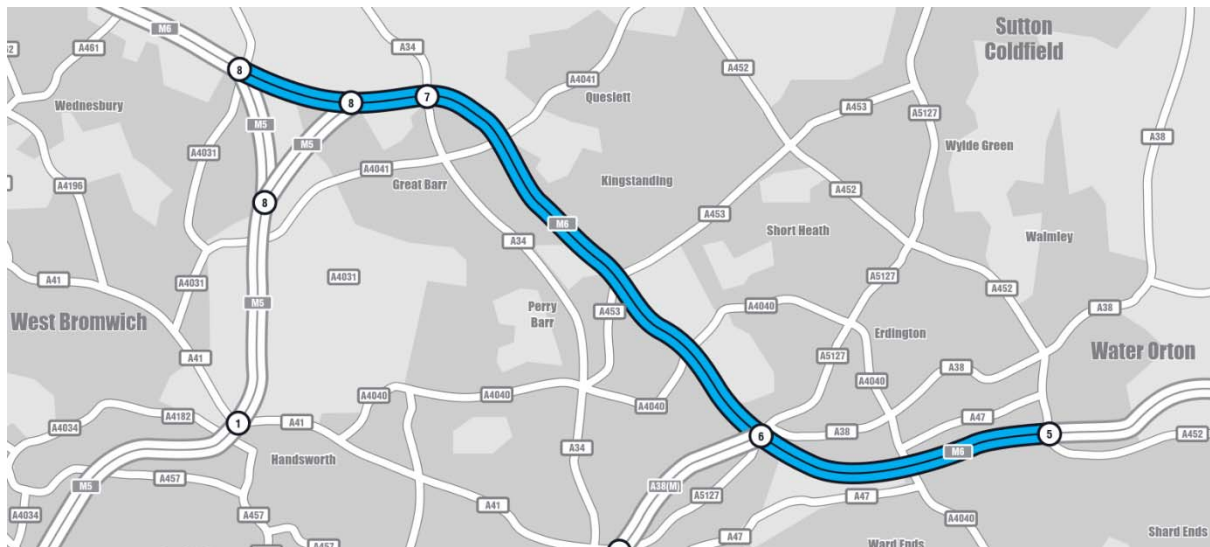 M6
A461
Wednesbury
A34
8
8
7
A452
Sutton
Coldfield
A4041
Queslett
A453
A5127
A38
M5
M5
A4031
A4196
A4041
Great Barr
Kingstanding
Wylde Green
A452
8
A453
M6
Short Heath
Walmley
A34
A41
A4031
A4031
M5
A5127
A452
West Bromwich
Perry
Barr
A453
A4040
Erdington
A38
Water Orton
A41
A5127
A38
A4040
A4040
A4040
A4040
A47
A4034
A4182
1
A41
6
A38
5
A452
Handsworth
A34
M6
M5
A457
A38(M)
A5127
A47
A4034
A457
A41
A4040
A457
A47
Ward Ends
Shard Ends